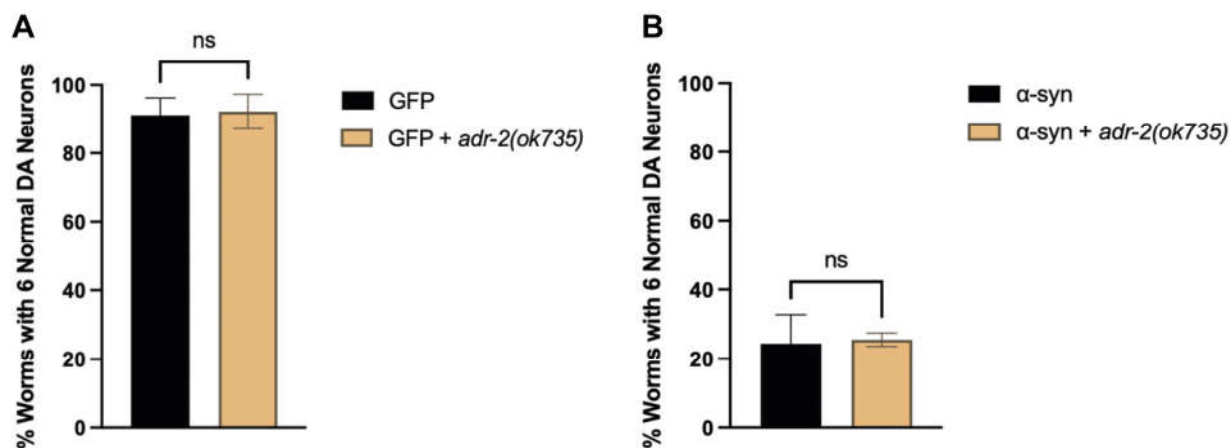 A
% Worms with 6 Normal DA Neurons
100
80
60
40
20
0
ns
GFP
GFP + adr-2(ok735)
B
% Worms with 6 Normal DA Neurons
100
80
60
40
20
0
ns
α-syn
α-syn + adr-2(ok735)